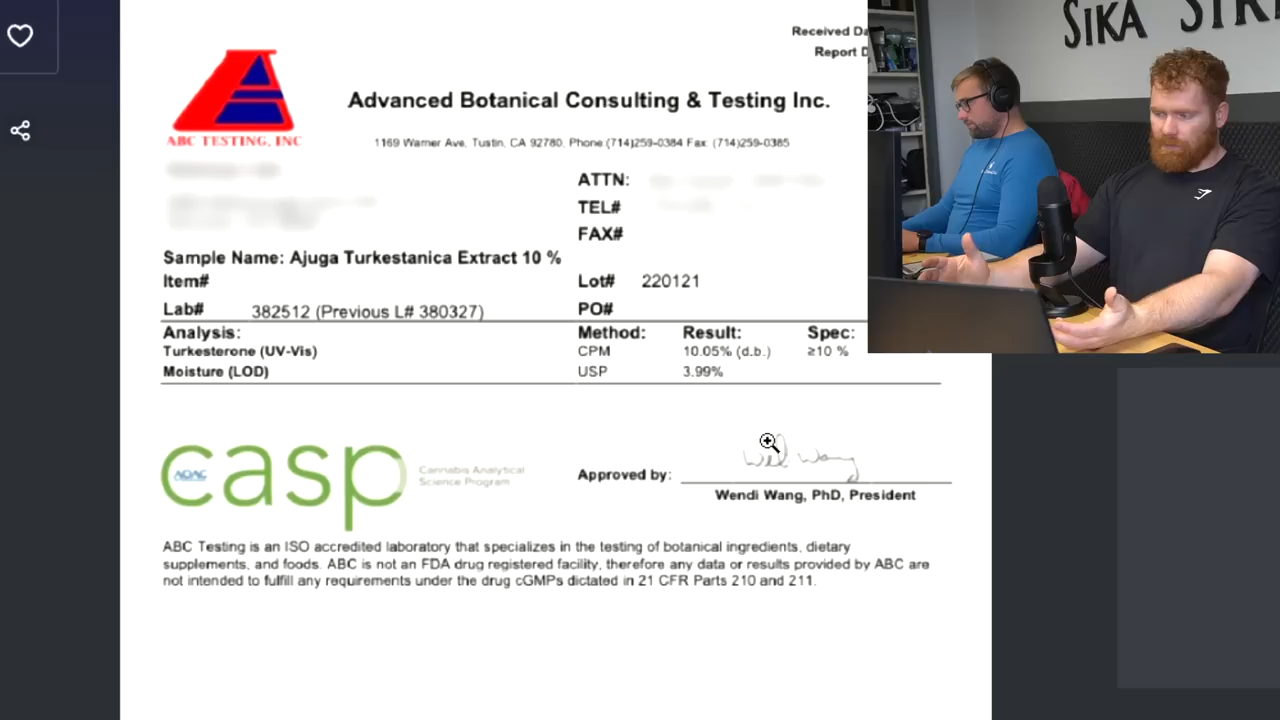 SIKA STR
Received Da
Report D
ABC TESTING, INC
Advanced Botanical Consulting & Testing Inc.
1169 Warner Ave, Tustin, CA 92780, Phone (714)259-0384 Fax: (714)259-0385
ATTN:
TEL#
FAX#
Sample Name: Ajuga Turkestanica Extract 10 %
Item#
Lot# 220121
Lab# 382512 (Previous L# 380327)
PO#
Analysis: Method: Result: Spec:
Turkesterone (UV-Vis) CPM 10.05% (d.b.) ≥10 %
Moisture (LOD) USP 3.99%
casp
AOAC
Cannabis Analytical
Science Program
Approved by:
Wendi Wang, PhD, President
ABC Testing is an ISO accredited laboratory that specializes in the testing of botanical ingredients, dietary
supplements, and foods. ABC is not an FDA drug registered facility, therefore any data or results provided by ABC are
not intended to fulfill any requirements under the drug cGMPs dictated in 21 CFR Parts 210 and 211.